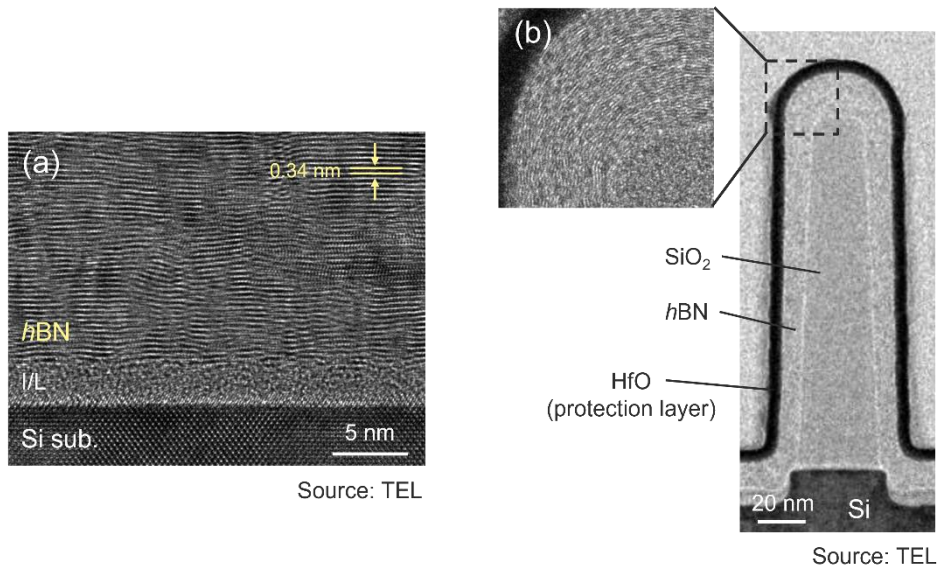 (a)
0.34 nm
hBN
I/L
Si sub.
5 nm
Source: TEL
(b)
SiO₂
hBN
HfO
(protection layer)
20 nm
Si
Source: TEL